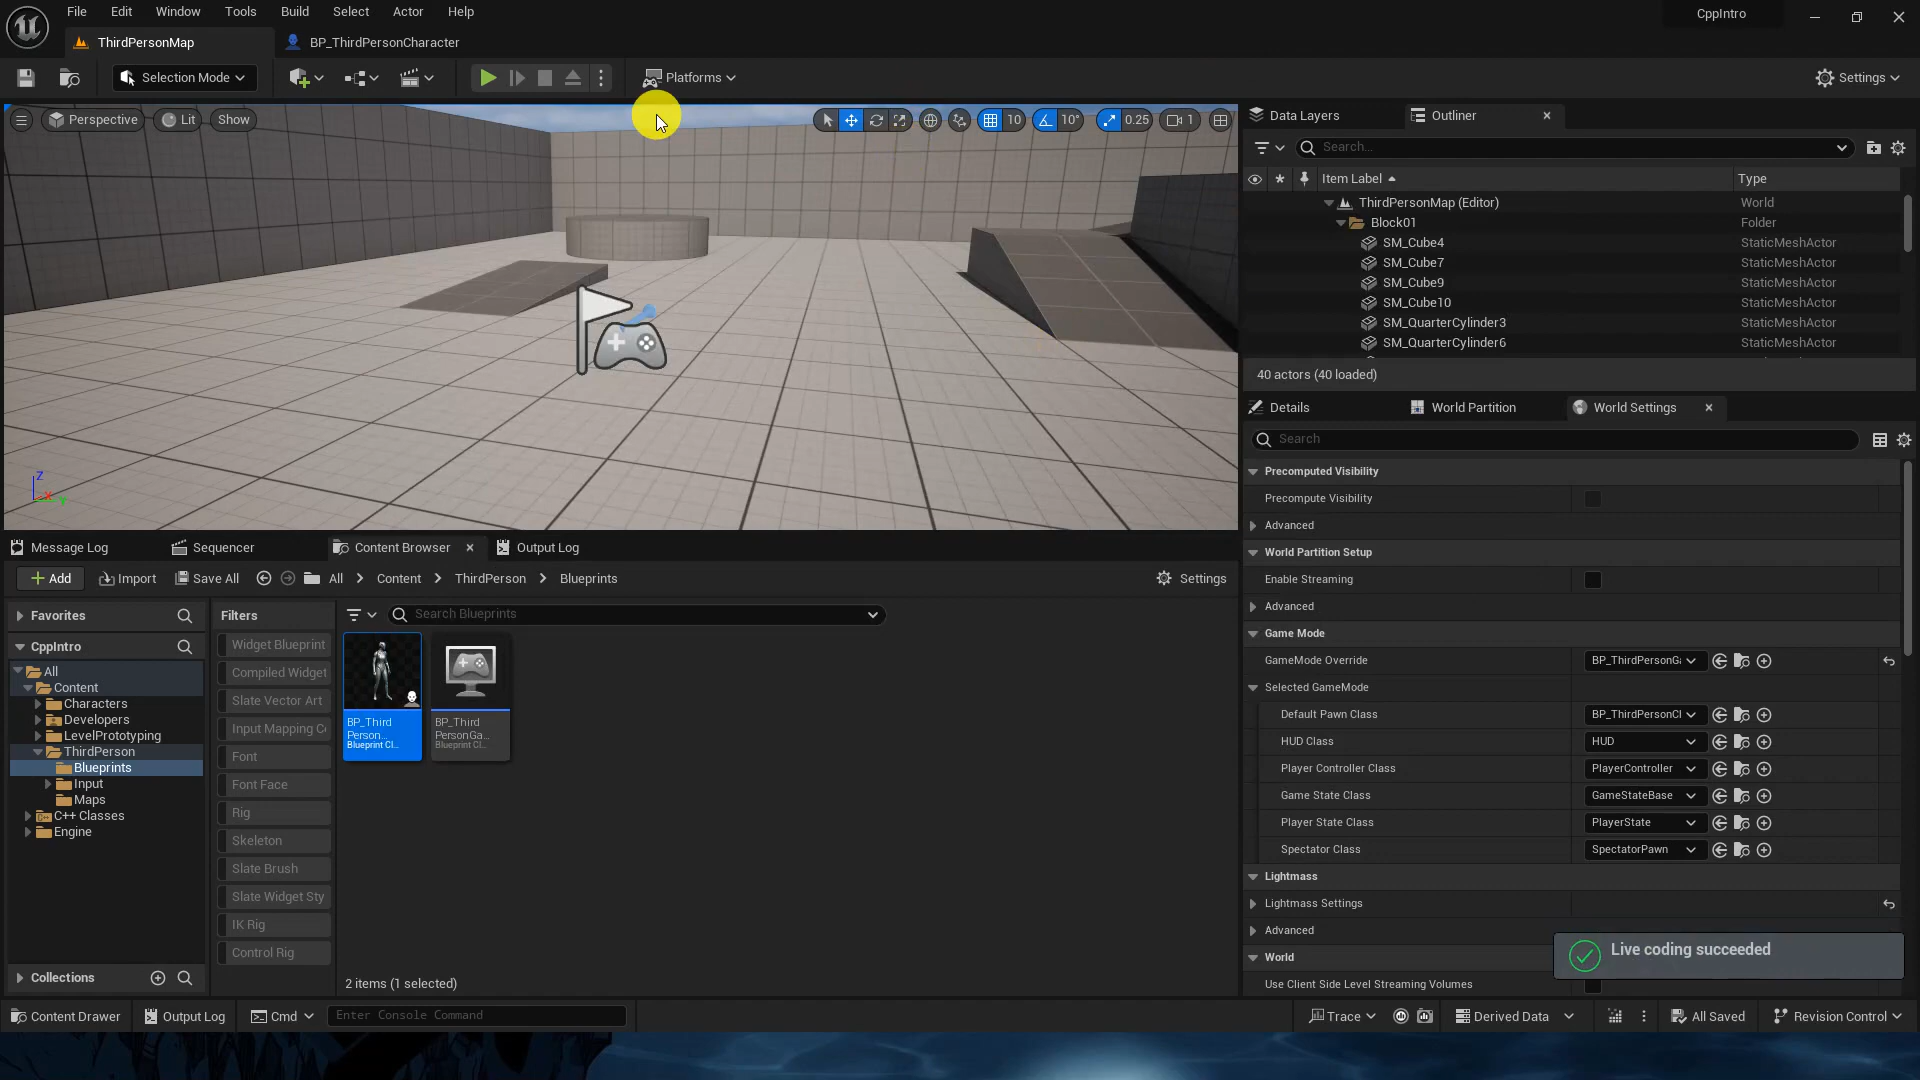 File Edit Window Tools Build Select Actor Help
CppIntro
ThirdPersonMap
BP_ThirdPersonCharacter
Selection Mode
Platforms
Settings
Perspective
Lit
Show
10
10°
0.25
1
Data Layers
Outliner
Search...
Item Label
Type
ThirdPersonMap (Editor)
World
Block01
Folder
SM_Cube4
StaticMeshActor
SM_Cube7
StaticMeshActor
SM_Cube9
StaticMeshActor
SM_Cube10
StaticMeshActor
SM_QuarterCylinder3
StaticMeshActor
SM_QuarterCylinder6
StaticMeshActor
40 actors (40 loaded)
Details
World Partition
World Settings
Search
Precomputed Visibility
Precompute Visibility
Advanced
World Partition Setup
Enable Streaming
Advanced
Game Mode
GameMode Override
BP_ThirdPersonGa
Selected GameMode
Default Pawn Class
BP_ThirdPersonCl
HUD Class
HUD
Player Controller Class
PlayerController
Game State Class
GameStateBase
Player State Class
PlayerState
Spectator Class
SpectatorPawn
Lightmass
Lightmass Settings
Advanced
World
Use Client Side Level Streaming Volumes
Live coding succeeded
Z
X
Y
Message Log
Sequencer
Content Browser
Output Log
Add
Import
Save All
All
Content
ThirdPerson
Blueprints
Settings
Favorites
CppIntro
All
Content
Characters
Developers
LevelPrototyping
ThirdPerson
Blueprints
Input
Maps
C++ Classes
Engine
Collections
Filters
Widget Blueprint
Compiled Widget
Slate Vector Art
Input Mapping Co
Font
Font Face
Rig
Skeleton
Slate Brush
Slate Widget Sty
IK Rig
Control Rig
Search Blueprints
BP_Third
Person...
Blueprint Cl...
BP_Third
PersonGa...
Blueprint Cl...
2 items (1 selected)
Content Drawer
Output Log
Cmd
Enter Console Command
Trace
Derived Data
All Saved
Revision Control